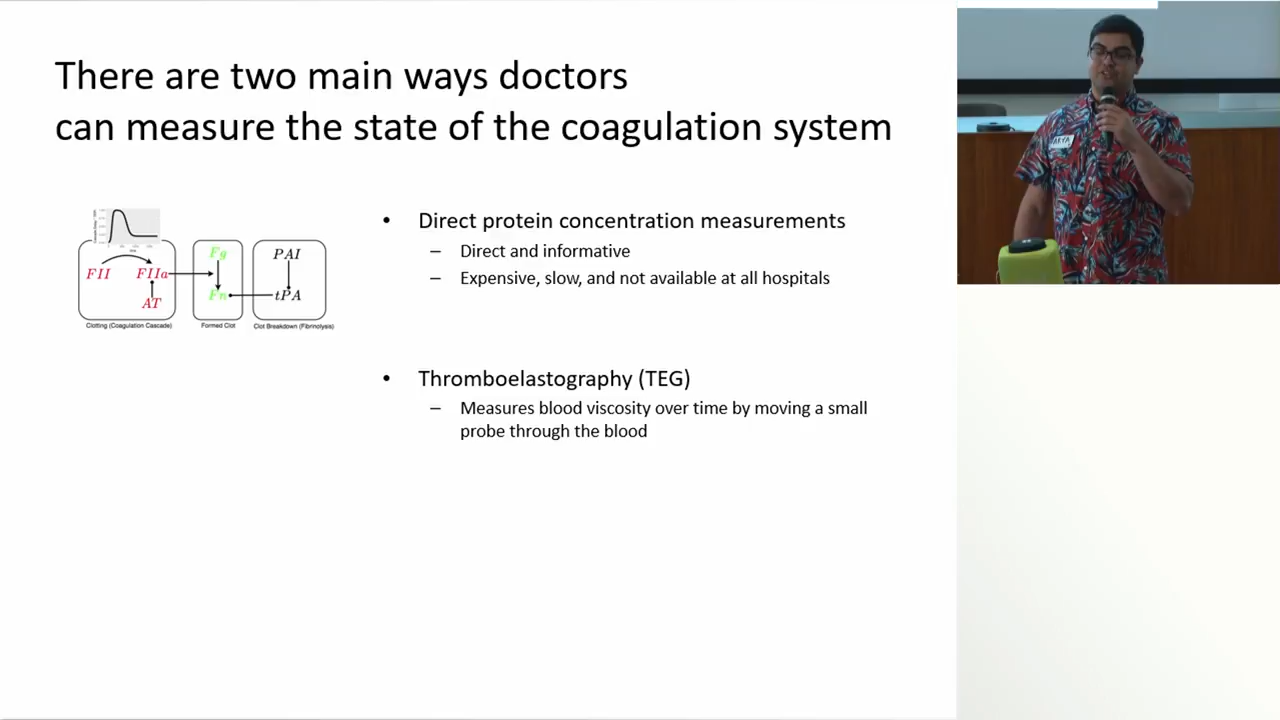 There are two main ways doctors
can measure the state of the coagulation system
FII
FIIa
AT
Clotting (Coagulation Cascade)
Fg
Fn
Formed Clot
PAI
tPA
Clot Breakdown (Fibrinolysis)
• Direct protein concentration measurements
– Direct and informative
– Expensive, slow, and not available at all hospitals
• Thromboelastography (TEG)
– Measures blood viscosity over time by moving a small
probe through the blood